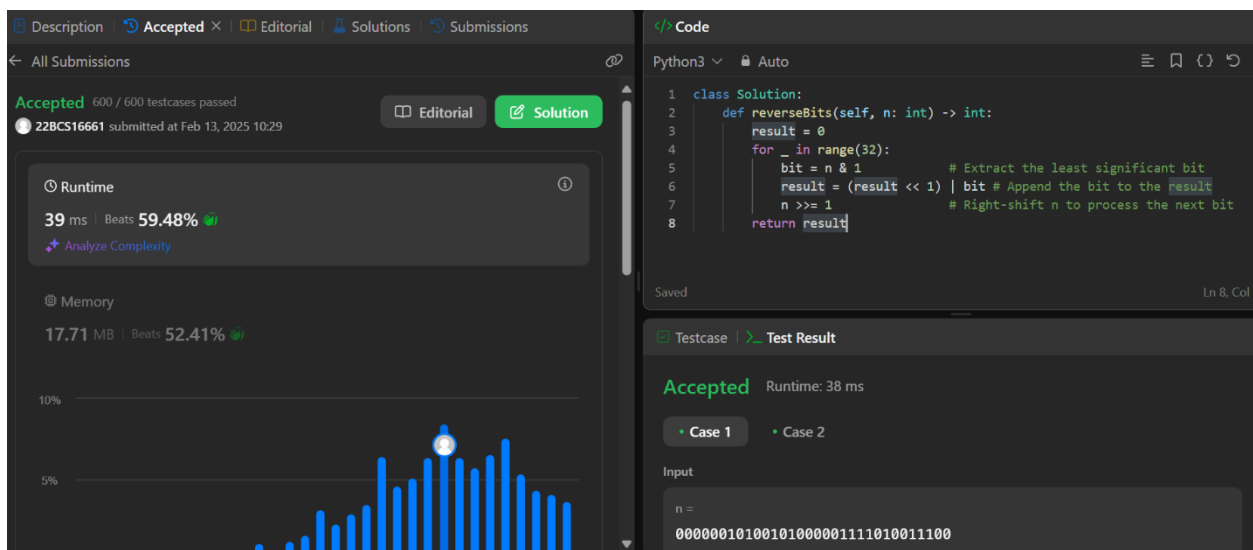 Description | Accepted × | Editorial | Solutions | Submissions
← All Submissions
Accepted 600 / 600 testcases passed
22BCS16661 submitted at Feb 13, 2025 10:29
Editorial
Solution
Runtime
39 ms | Beats 59.48%
Analyze Complexity
Memory
17.71 MB | Beats 52.41%
10%
5%
</> Code
Python3 Auto
1 class Solution:
2     def reverseBits(self, n: int) -> int:
3         result = 0
4         for _ in range(32):
5             bit = n & 1            # Extract the least significant bit
6             result = (result << 1) | bit # Append the bit to the result
7             n >>= 1                # Right-shift n to process the next bit
8         return result
Saved
Ln 8, Col
Testcase | >_ Test Result
Accepted Runtime: 38 ms
• Case 1 • Case 2
Input
n =
00000010100101000001111010011100